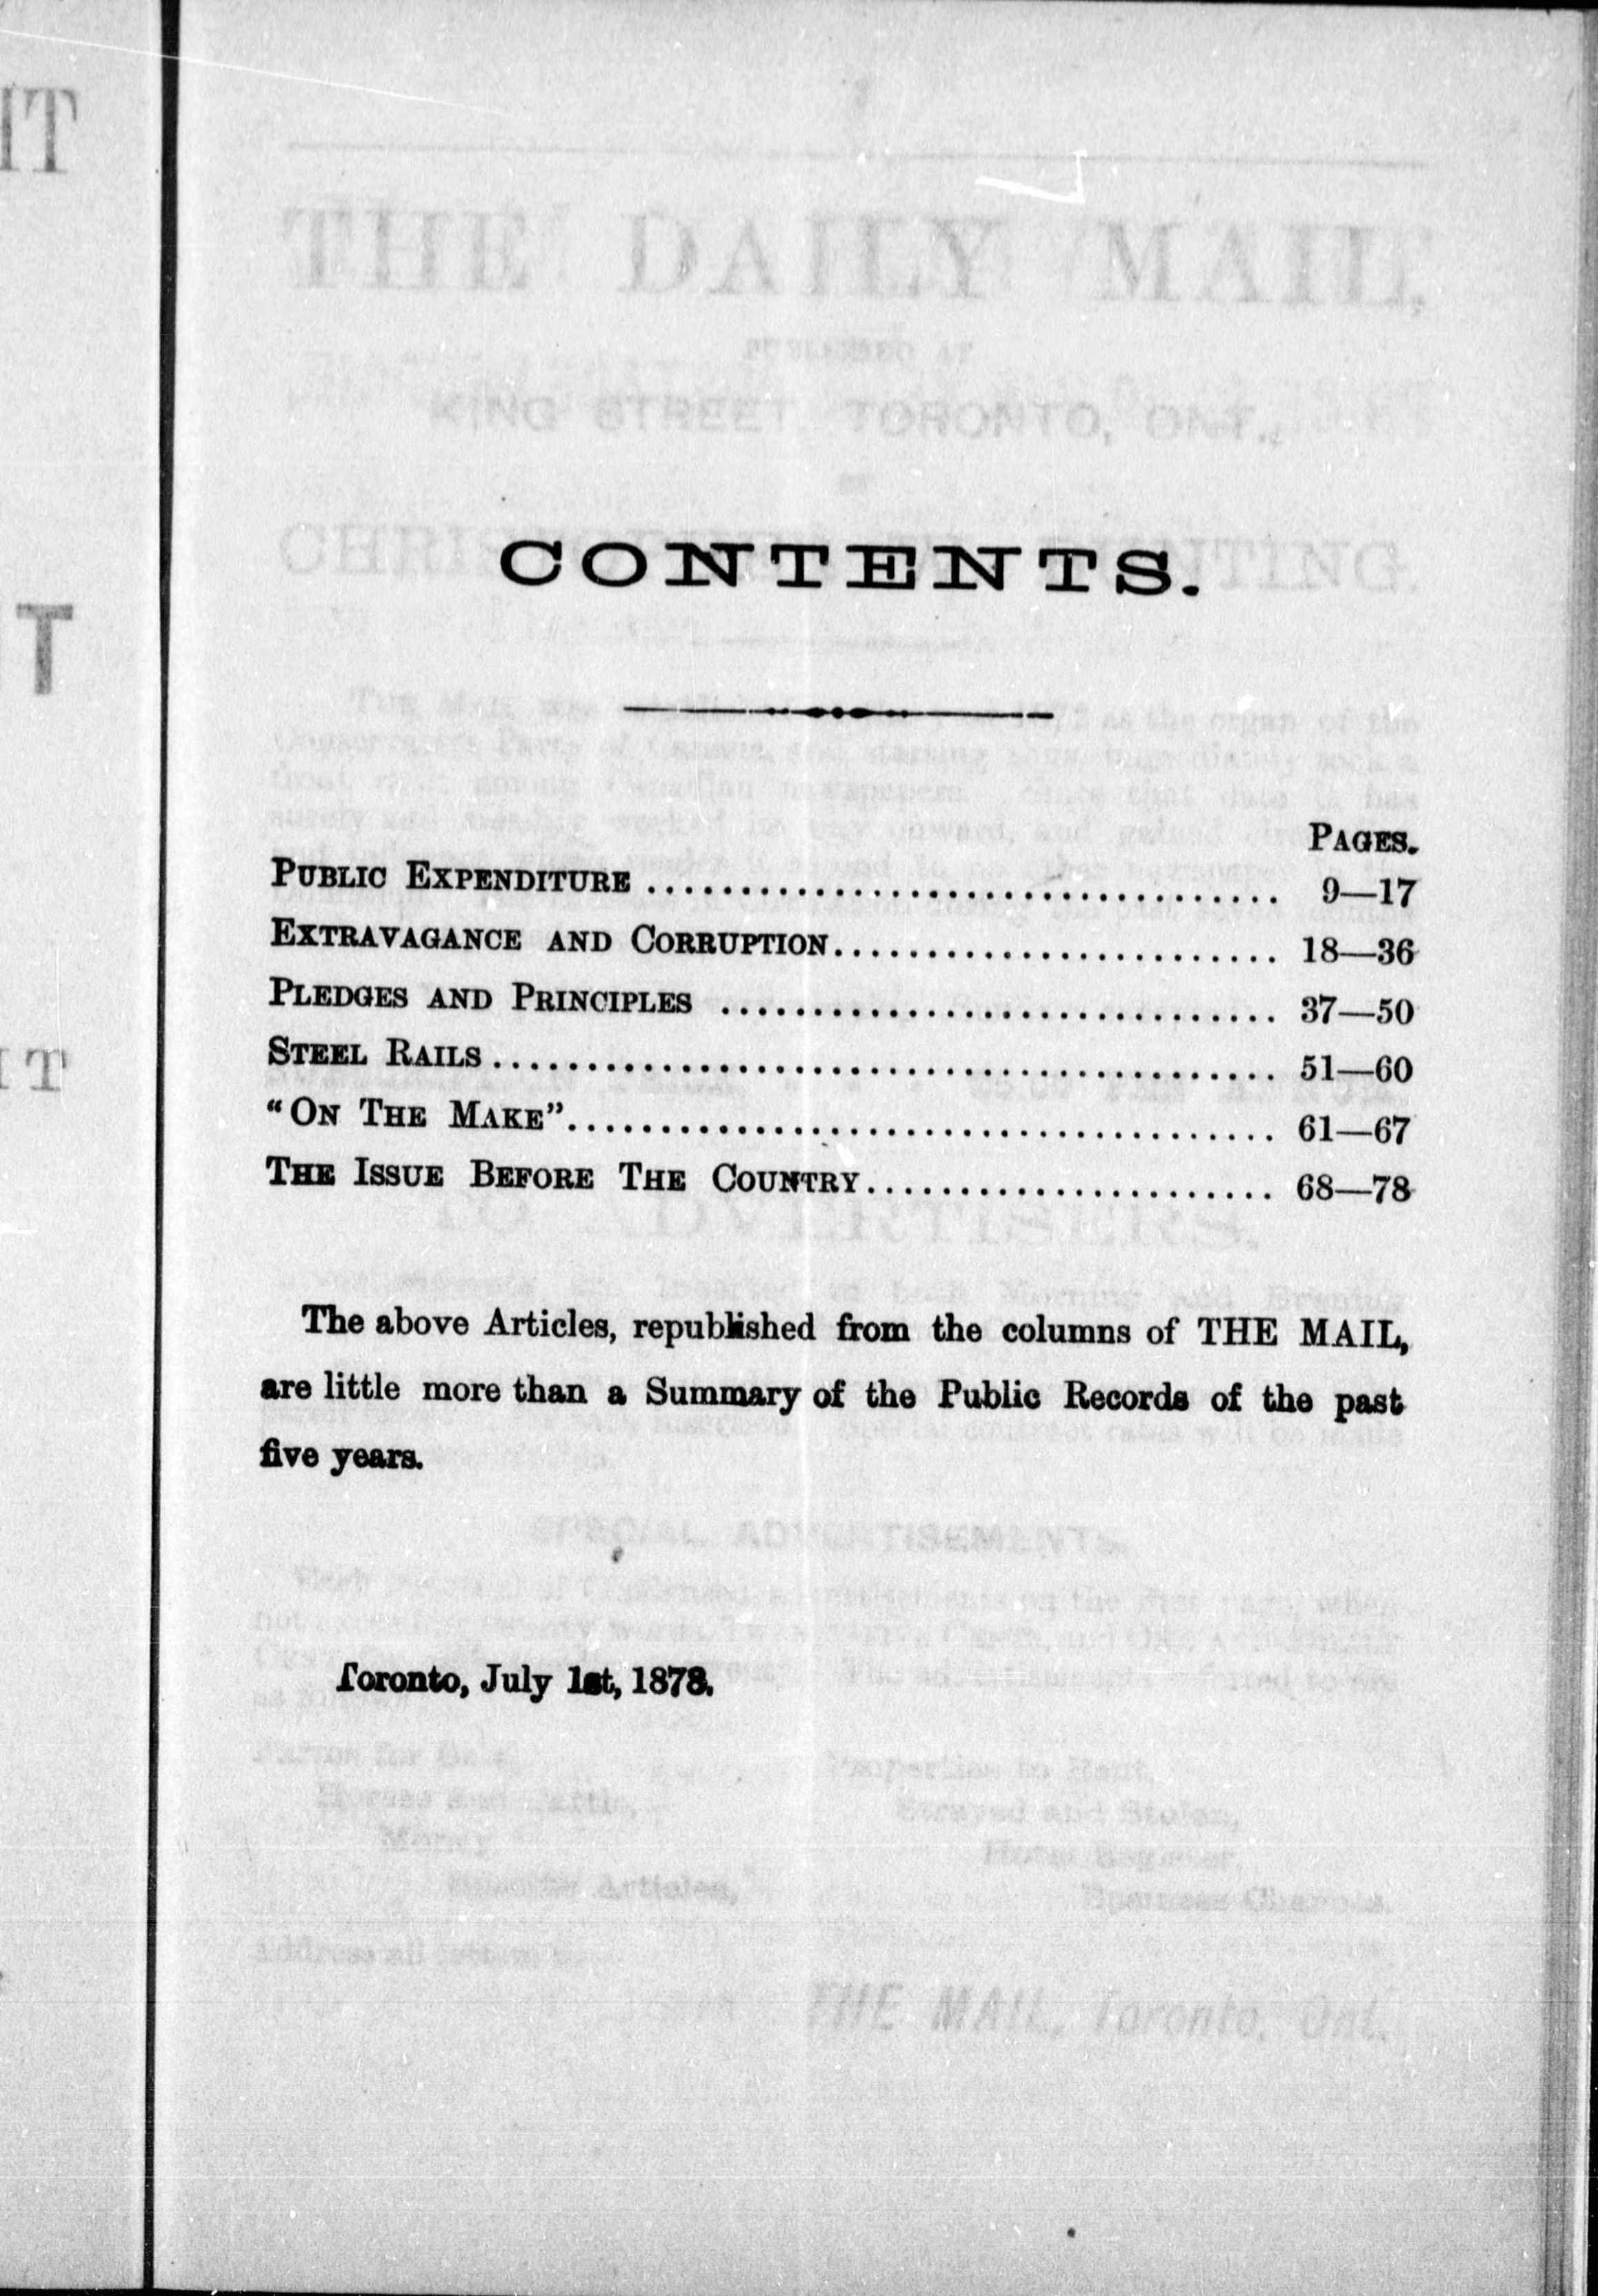 CONTENTS.
PAGES.
PUBLIC EXPENDITURE .................................. 9—17
EXTRAVAGANCE AND CORRUPTION........................ 18—36
PLEDGES AND PRINCIPLES .............................. 37—50
STEEL RAILS.......................................... 51—60
“ON THE MAKE”...................................... 61—67
THE ISSUE BEFORE THE COUNTRY...................... 68—78
The above Articles, republished from the columns of THE MAIL,
are little more than a Summary of the Public Records of the past
five years.
Toronto, July 1st, 1878.